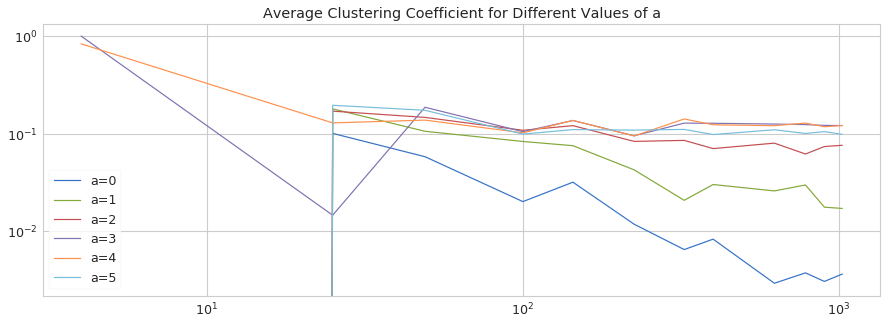 Average Clustering Coefficient for Different Values of a
10⁰
10⁻¹
10⁻²
a=0
a=1
a=2
a=3
a=4
a=5
10¹
10²
10³